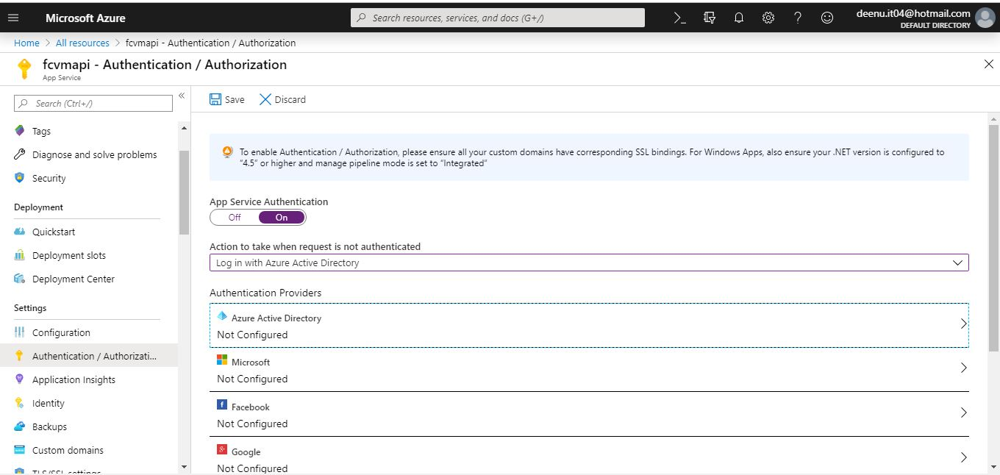 Microsoft Azure
Search resources, services, and docs (G+/)
deenu.it04@hotmail.com
DEFAULT DIRECTORY
Home > All resources > fcvmapi - Authentication / Authorization
fcvmapi - Authentication / Authorization
App Service
Search (Ctrl+/)
Tags
Diagnose and solve problems
Security
Deployment
Quickstart
Deployment slots
Deployment Center
Settings
Configuration
Authentication / Authorizati...
Application Insights
Identity
Backups
Custom domains
TLS/SSL settings
Save
Discard
To enable Authentication / Authorization, please ensure all your custom domains have corresponding SSL bindings. For Windows Apps, also ensure your .NET version is configured to
“4.5” or higher and manage pipeline mode is set to “Integrated”
App Service Authentication
Off On
Action to take when request is not authenticated
Log in with Azure Active Directory
Authentication Providers
Azure Active Directory
Not Configured
Microsoft
Not Configured
Facebook
Not Configured
Google
Not Configured